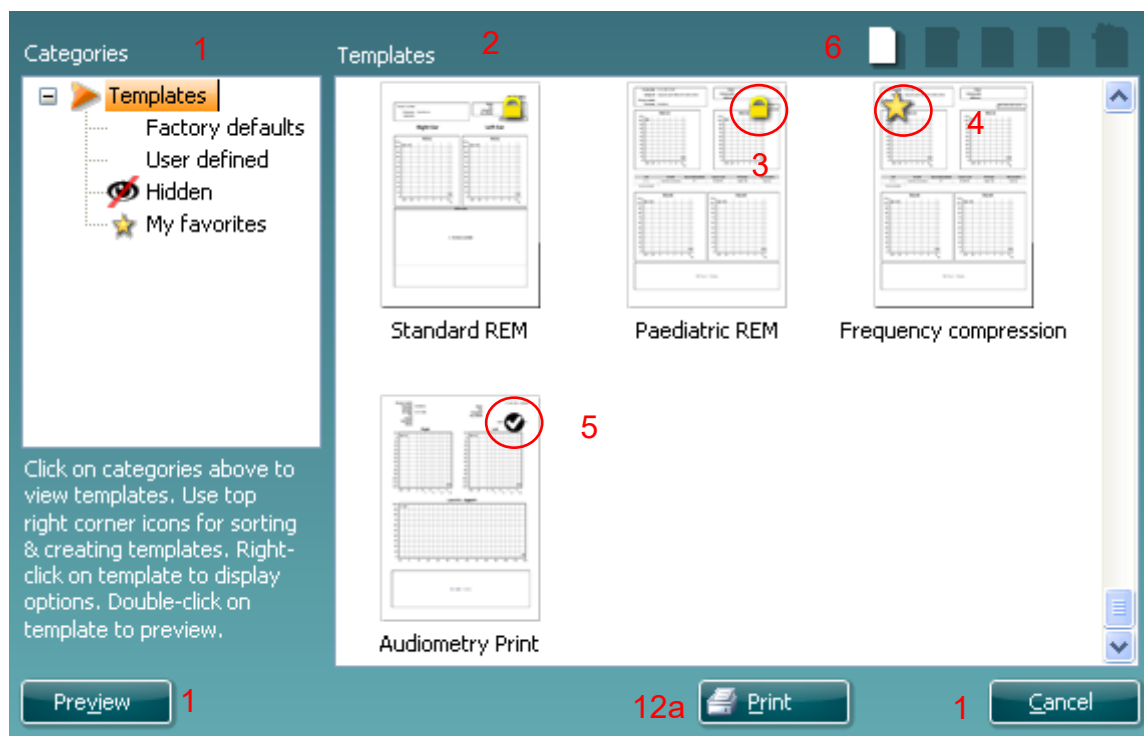 Categories 1
Templates 2
6
Templates
Factory defaults
User defined
Hidden
My favorites
3
4
Standard REM
Paediatric REM
Frequency compression
5
Audiometry Print
Click on categories above to
view templates. Use top
right corner icons for sorting
& creating templates. Right-
click on template to display
options. Double-click on
template to preview.
Preview 1
12a Print
1 Cancel